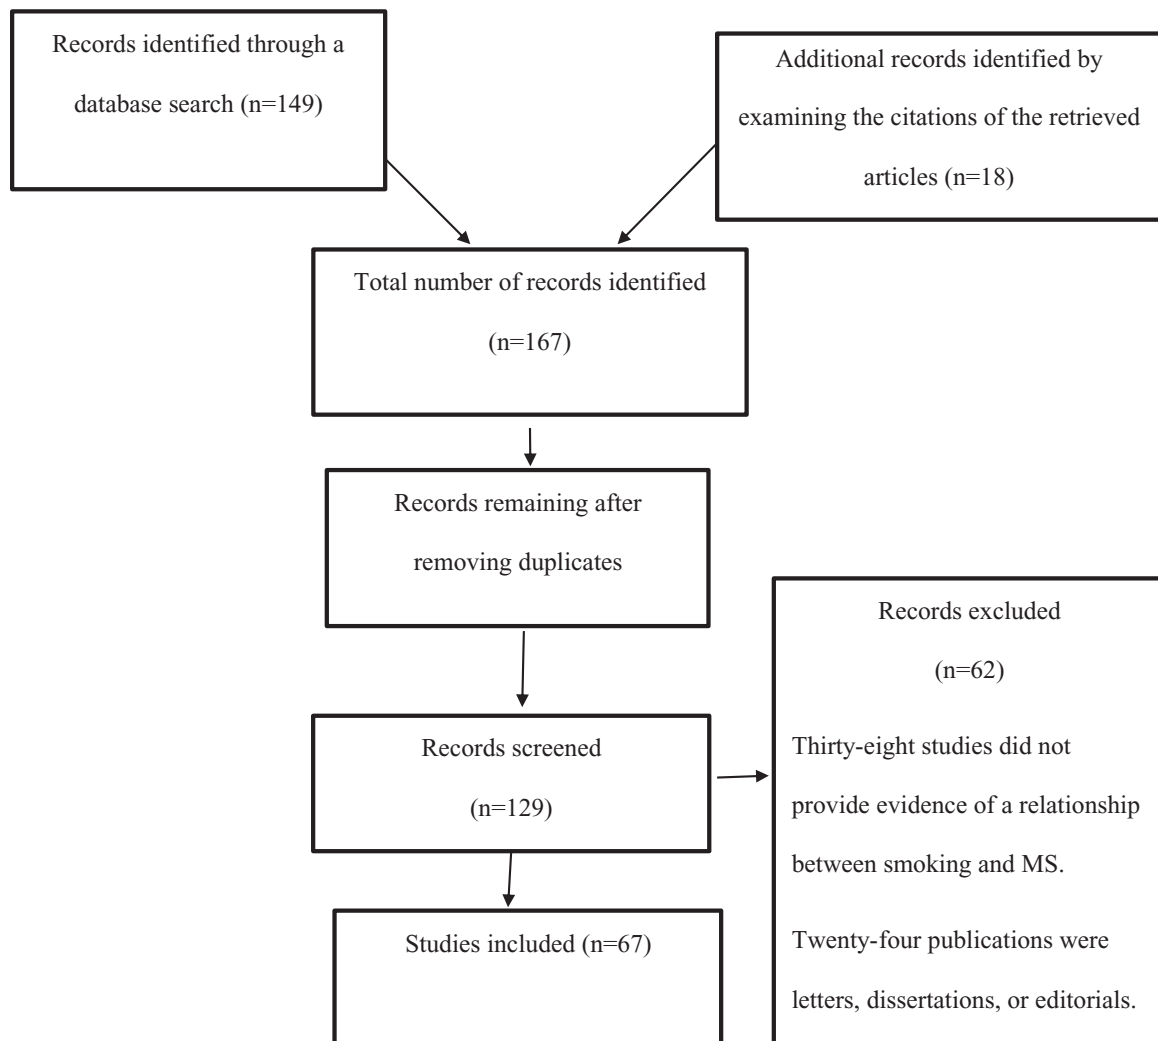 Records identified through a
database search (n=149)
Additional records identified by
examining the citations of the retrieved
articles (n=18)
Total number of records identified
(n=167)
Records remaining after
removing duplicates
Records screened
(n=129)
Records excluded
(n=62)
Thirty-eight studies did not
provide evidence of a relationship
between smoking and MS.
Twenty-four publications were
letters, dissertations, or editorials.
Studies included (n=67)